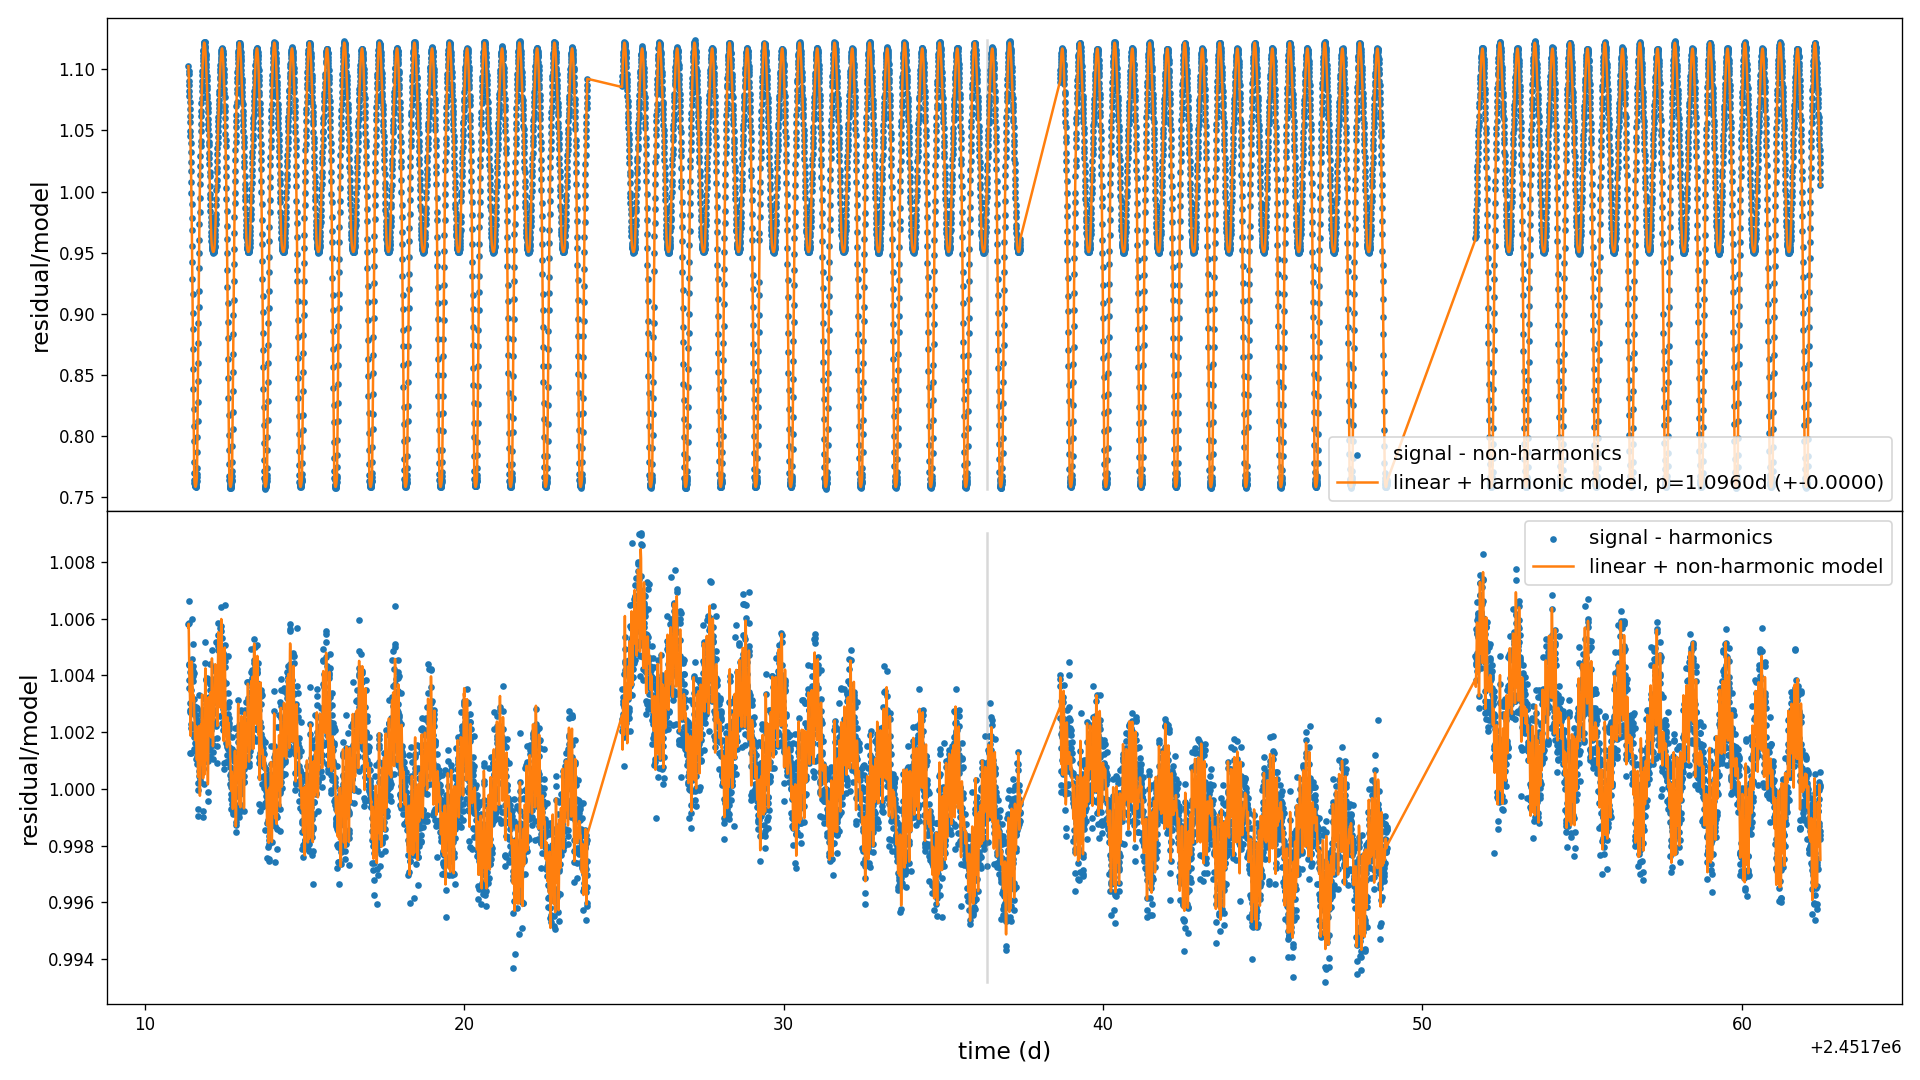 1.10
1.05
1.00
0.95
0.90
0.85
0.80
0.75
residual/model
signal - non-harmonics
linear + harmonic model, p=1.0960d (+-0.0000)
1.008
1.006
1.004
1.002
1.000
0.998
0.996
0.994
residual/model
signal - harmonics
linear + non-harmonic model
10 20 30 40 50 60
time (d)
+2.4517e6